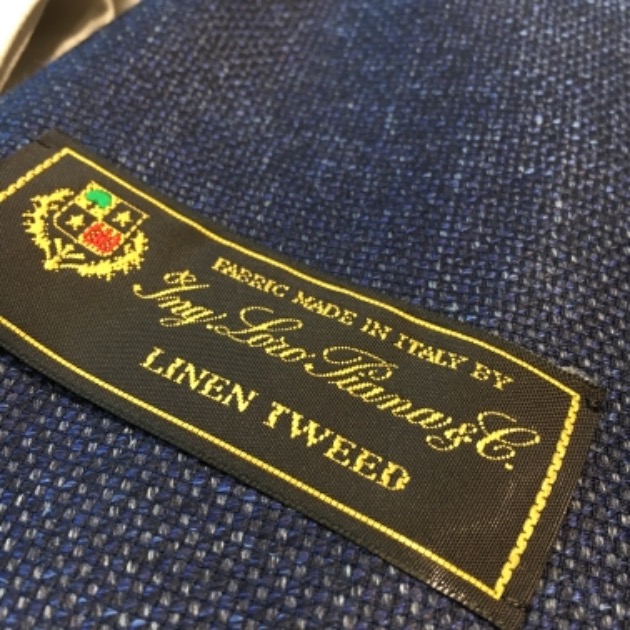 FABRIC MADE IN ITALY BY
Ing. Loro Piana & C.
LINEN TWEED